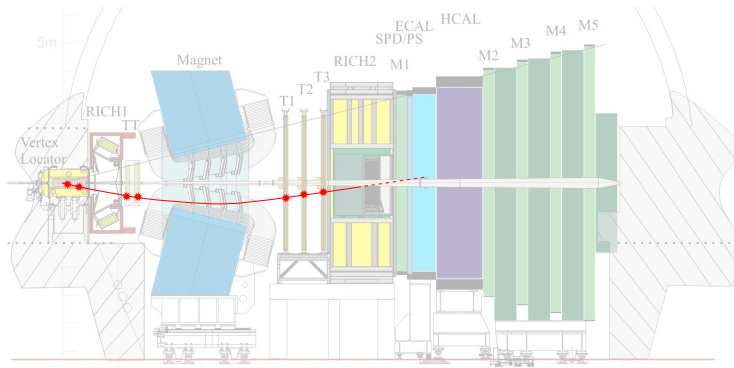 5m
Vertex
Locator
RICH1
TT
Magnet
T1
T2
T3
RICH2
SPD/PS
M1
ECAL
HCAL
M2
M3
M4
M5